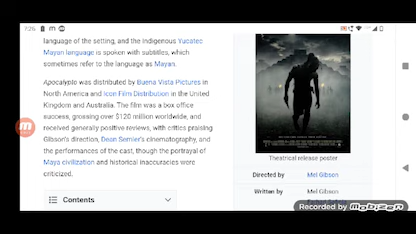 7:26
language of the setting, and the Indigenous Yucatec
Mayan language is spoken with subtitles, which
sometimes refer to the language as Mayan.
Apocalypto was distributed by Buena Vista Pictures in
North America and Icon Film Distribution in the United
Kingdom and Australia. The film was a box office
success, grossing over $120 million worldwide, and
received generally positive reviews, with critics praising
Gibson's direction, Dean Semler's cinematography, and
the performances of the cast, though the portrayal of
Maya civilization and historical inaccuracies were
criticized.
Contents
Theatrical release poster
Directed by Mel Gibson
Written by Mel Gibson
Recorded by Mobizen